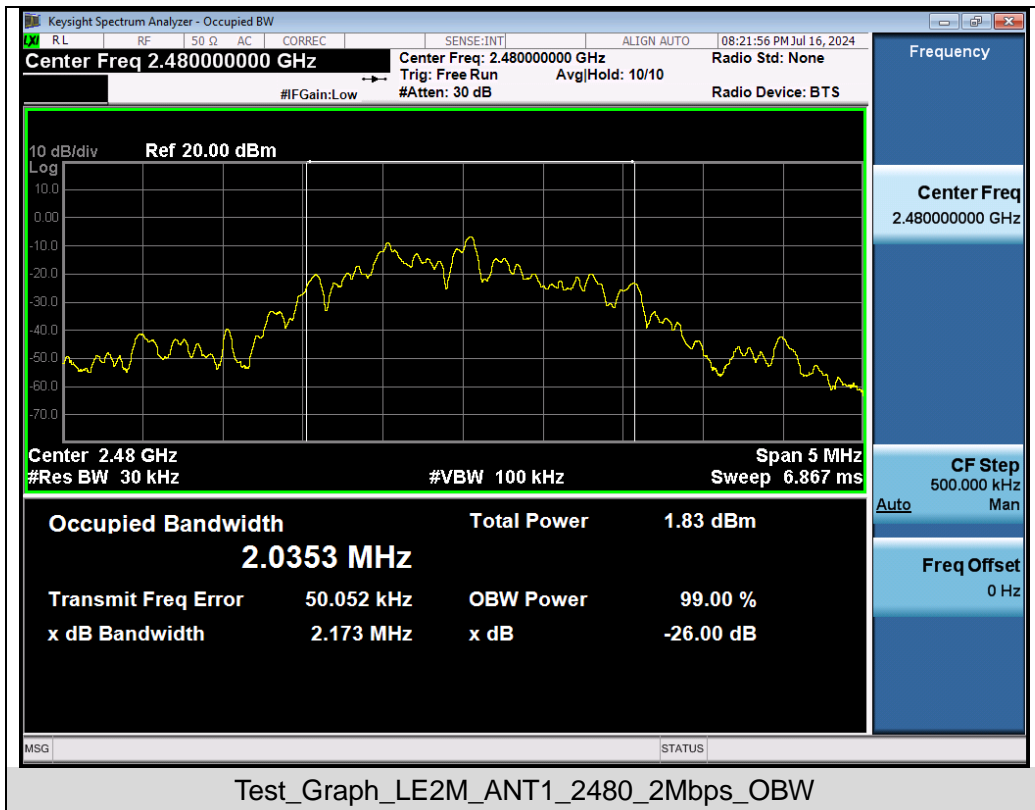 Keysight Spectrum Analyzer - Occupied BW
LXI RL RF 50 Ω AC CORREC SENSE:INT ALIGN AUTO 08:21:56 PM Jul 16, 2024
Center Freq 2.480000000 GHz
Center Freq: 2.480000000 GHz Radio Std: None
Trig: Free Run Avg|Hold: 10/10
#IFGain:Low #Atten: 30 dB Radio Device: BTS
Frequency
10 dB/div Ref 20.00 dBm
Log
10.0
0.00
-10.0
-20.0
-30.0
-40.0
-50.0
-60.0
-70.0
Center 2.48 GHz Span 5 MHz
#Res BW 30 kHz #VBW 100 kHz Sweep 6.867 ms
Center Freq
2.480000000 GHz
CF Step
500.000 kHz
Auto Man
Freq Offset
0 Hz
Occupied Bandwidth Total Power 1.83 dBm
2.0353 MHz
Transmit Freq Error 50.052 kHz OBW Power 99.00 %
x dB Bandwidth 2.173 MHz x dB -26.00 dB
MSG STATUS
Test_Graph_LE2M_ANT1_2480_2Mbps_OBW